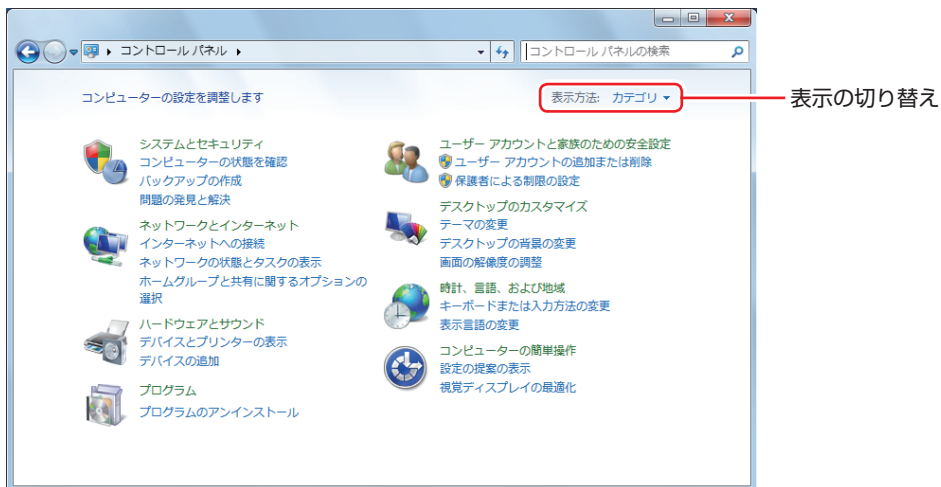 コントロール パネル
コントロール パネルの検索
コンピューターの設定を調整します
表示方法: カテゴリ
表示の切り替え
システムとセキュリティ
コンピューターの状態を確認
バックアップの作成
問題の発見と解決
ネットワークとインターネット
インターネットへの接続
ネットワークの状態とタスクの表示
ホームグループと共有に関するオプションの
選択
ハードウェアとサウンド
デバイスとプリンターの表示
デバイスの追加
プログラム
プログラムのアンインストール
ユーザー アカウントと家族のための安全設定
ユーザー アカウントの追加または削除
保護者による制限の設定
デスクトップのカスタマイズ
テーマの変更
デスクトップの背景の変更
画面の解像度の調整
時計、言語、および地域
キーボードまたは入力方法の変更
表示言語の変更
コンピューターの簡単操作
設定の提案の表示
視覚ディスプレイの最適化